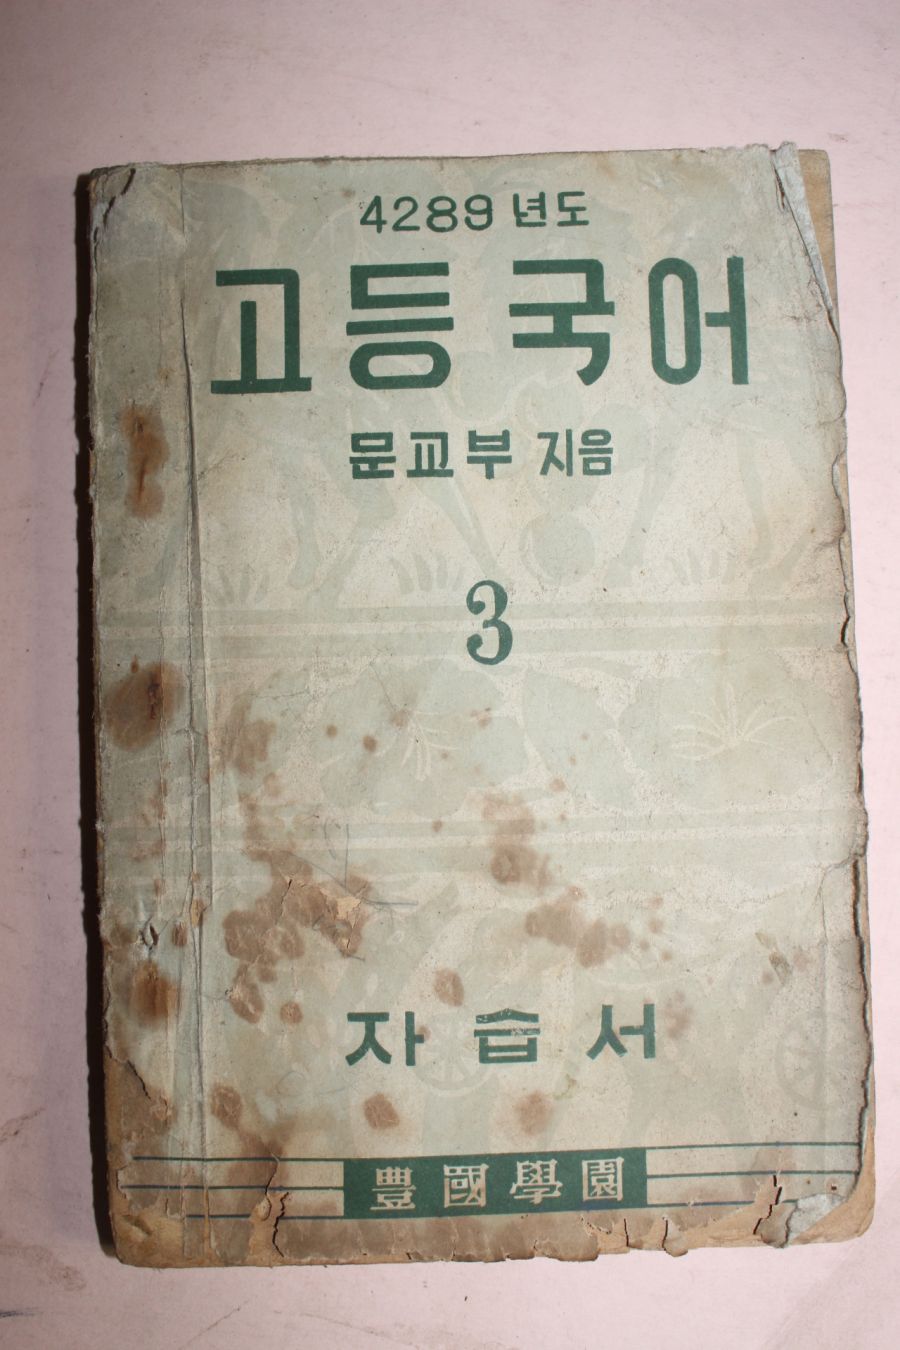 4289 년도
고등국어
문교부 지음
3
자습서
豐國學園